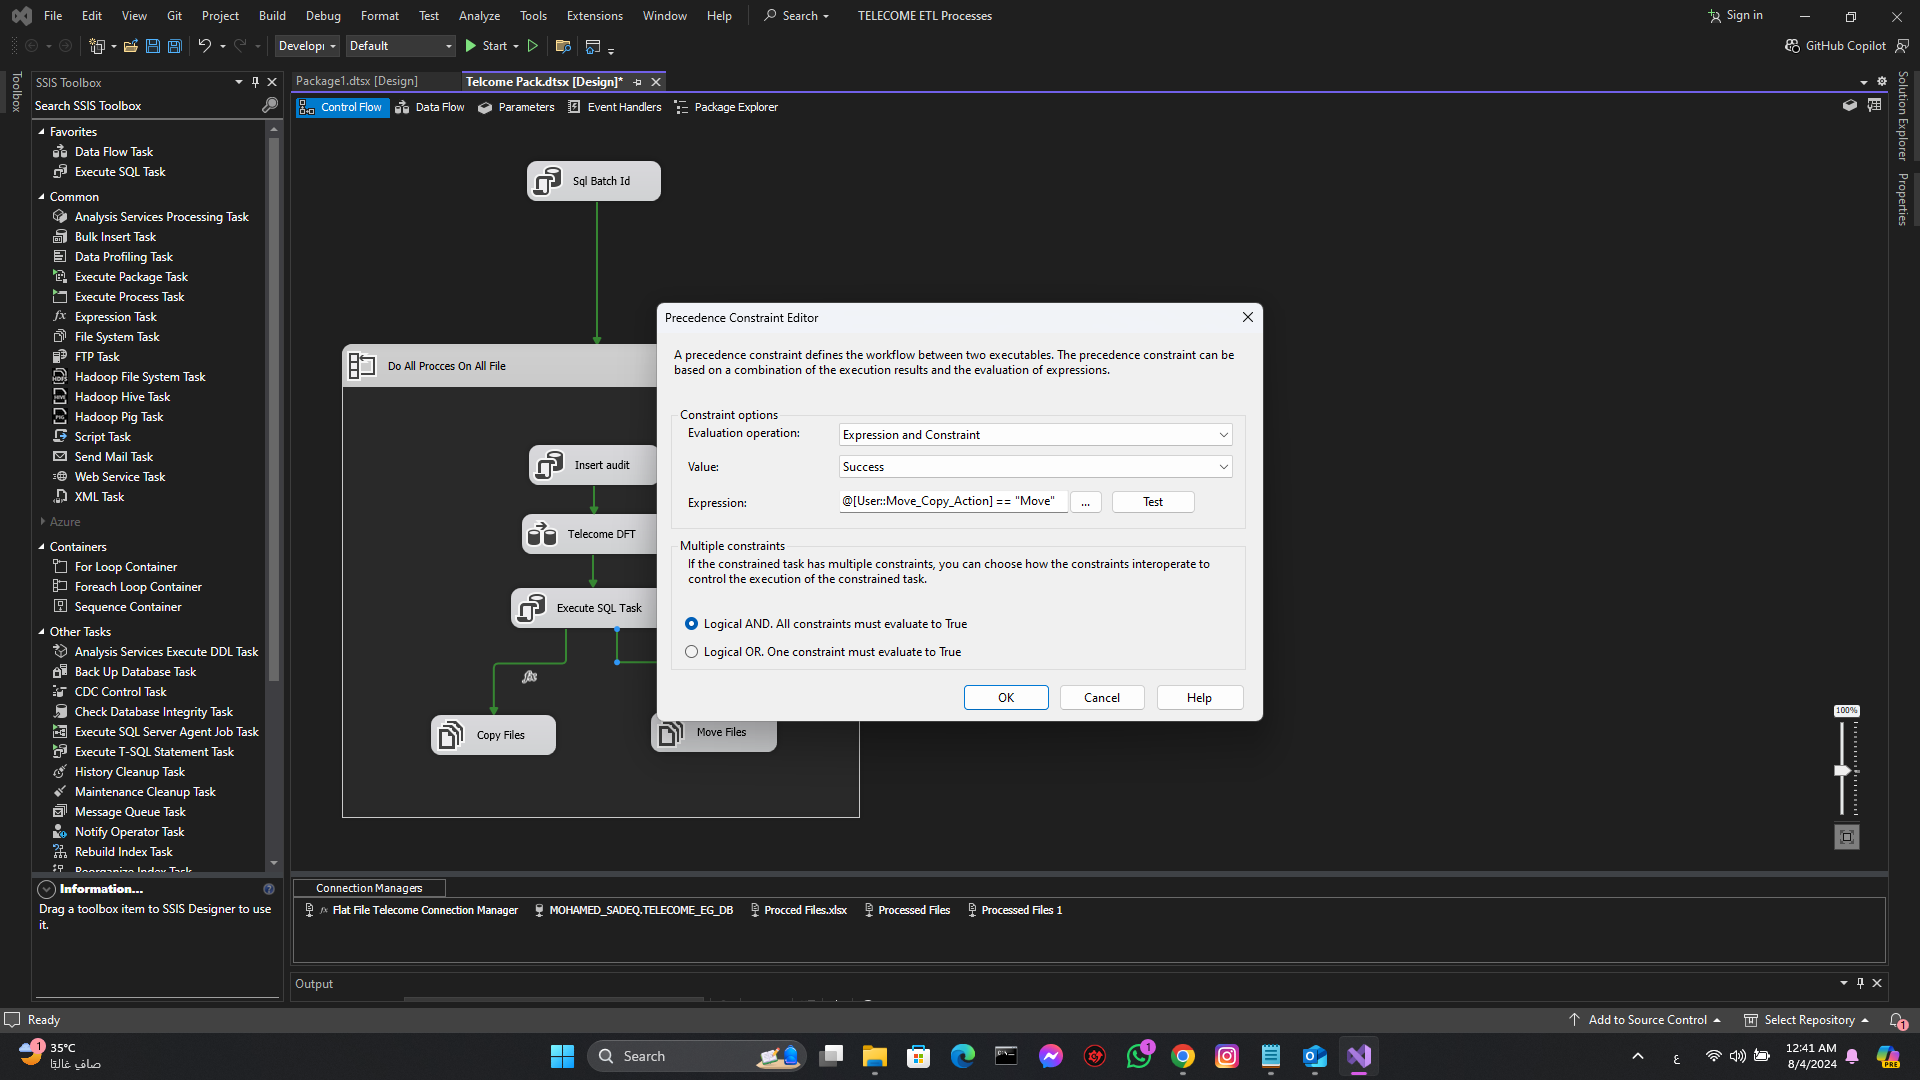 File Edit View Git Project Build Debug Format Test Analyze Tools Extensions Window Help Search TELECOME ETL Processes Sign in
Developi Default Start GitHub Copilot
Toolbox
SSIS Toolbox
Search SSIS Toolbox
Favorites
Data Flow Task
Execute SQL Task
Common
Analysis Services Processing Task
Bulk Insert Task
Data Profiling Task
Execute Package Task
Execute Process Task
Expression Task
File System Task
FTP Task
Hadoop File System Task
Hadoop Hive Task
Hadoop Pig Task
Script Task
Send Mail Task
Web Service Task
XML Task
Azure
Containers
For Loop Container
Foreach Loop Container
Sequence Container
Other Tasks
Analysis Services Execute DDL Task
Back Up Database Task
CDC Control Task
Check Database Integrity Task
Execute SQL Server Agent Job Task
Execute T-SQL Statement Task
History Cleanup Task
Maintenance Cleanup Task
Message Queue Task
Notify Operator Task
Rebuild Index Task
Reorganize Index Task
Information...
Drag a toolbox item to SSIS Designer to use
it.
Package1.dtsx [Design] Telcome Pack.dtsx [Design]*
Control Flow Data Flow Parameters Event Handlers Package Explorer
Sql Batch Id
Do All Procces On All File
Insert audit
Telecome DFT
Execute SQL Task
fx
Copy Files
Move Files
Precedence Constraint Editor
A precedence constraint defines the workflow between two executables. The precedence constraint can be
based on a combination of the execution results and the evaluation of expressions.
Constraint options
Evaluation operation: Expression and Constraint
Value: Success
Expression: @[User::Move_Copy_Action] == "Move" ... Test
Multiple constraints
If the constrained task has multiple constraints, you can choose how the constraints interoperate to
control the execution of the constrained task.
Logical AND. All constraints must evaluate to True
Logical OR. One constraint must evaluate to True
OK Cancel Help
100%
Solution Explorer
Properties
Connection Managers
fx Flat File Telecome Connection Manager MOHAMED_SADEQ.TELECOME_EG_DB Procced Files.xlsx Processed Files Processed Files 1
Output
Ready Add to Source Control Select Repository 1
1 35°C
صافٍ غالبًا
Search
1
ع
12:41 AM
8/4/2024
PRE